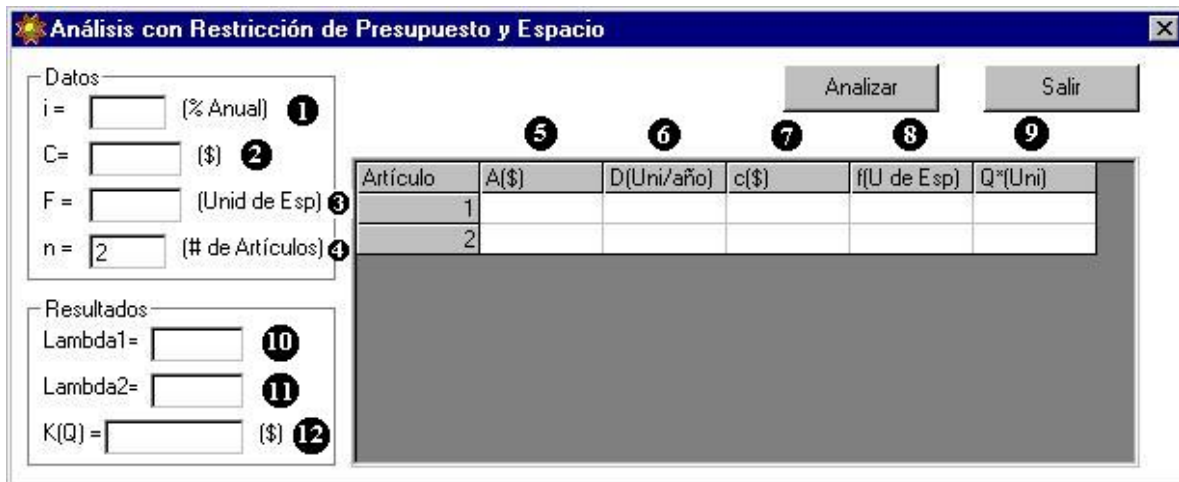 Análisis con Restricción de Presupuesto y Espacio
Datos
i = (% Anual) 1
C= ($) 2
F = (Unid de Esp) 3
n = 2 (# de Artículos) 4
Analizar Salir
5 6 7 8 9
Artículo A($) D(Uni/año) c($) f(U de Esp) Q*(Uni)
1
2
Resultados
Lambda1= 10
Lambda2= 11
K(Q) = ($) 12